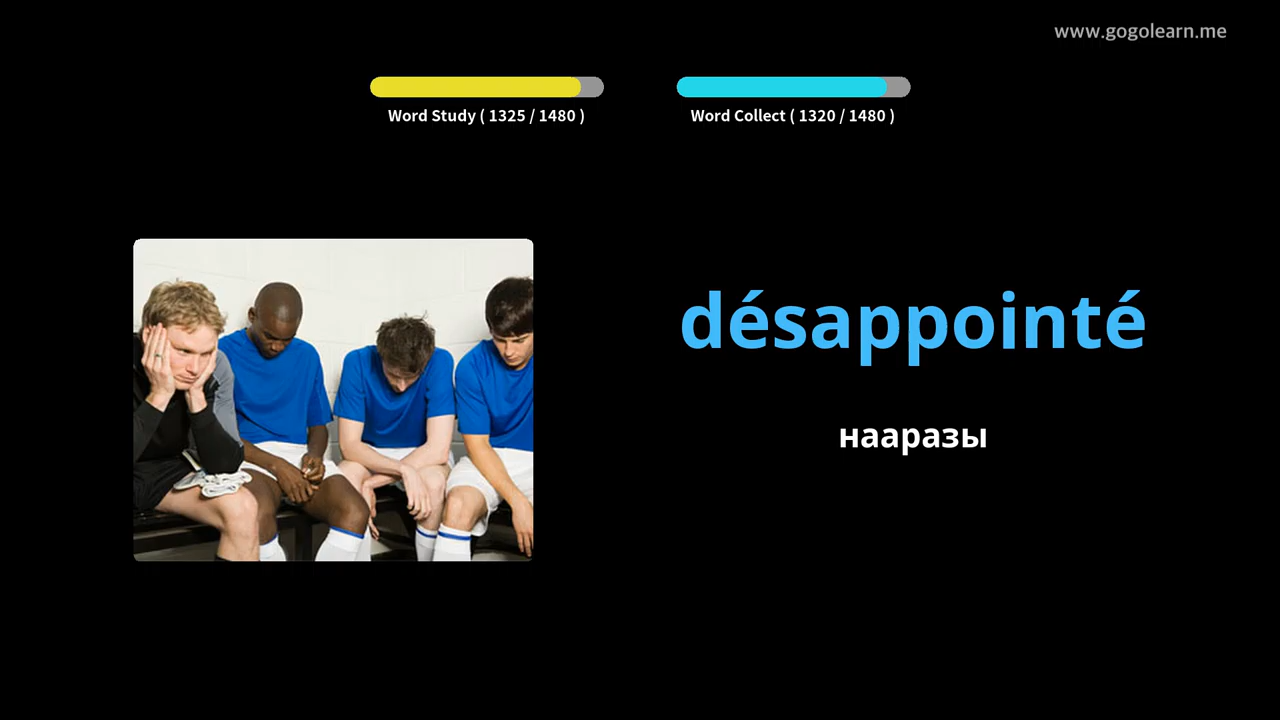 www.gogolearn.me
Word Study ( 1325 / 1480 )
Word Collect ( 1320 / 1480 )
désappointé
нааразы